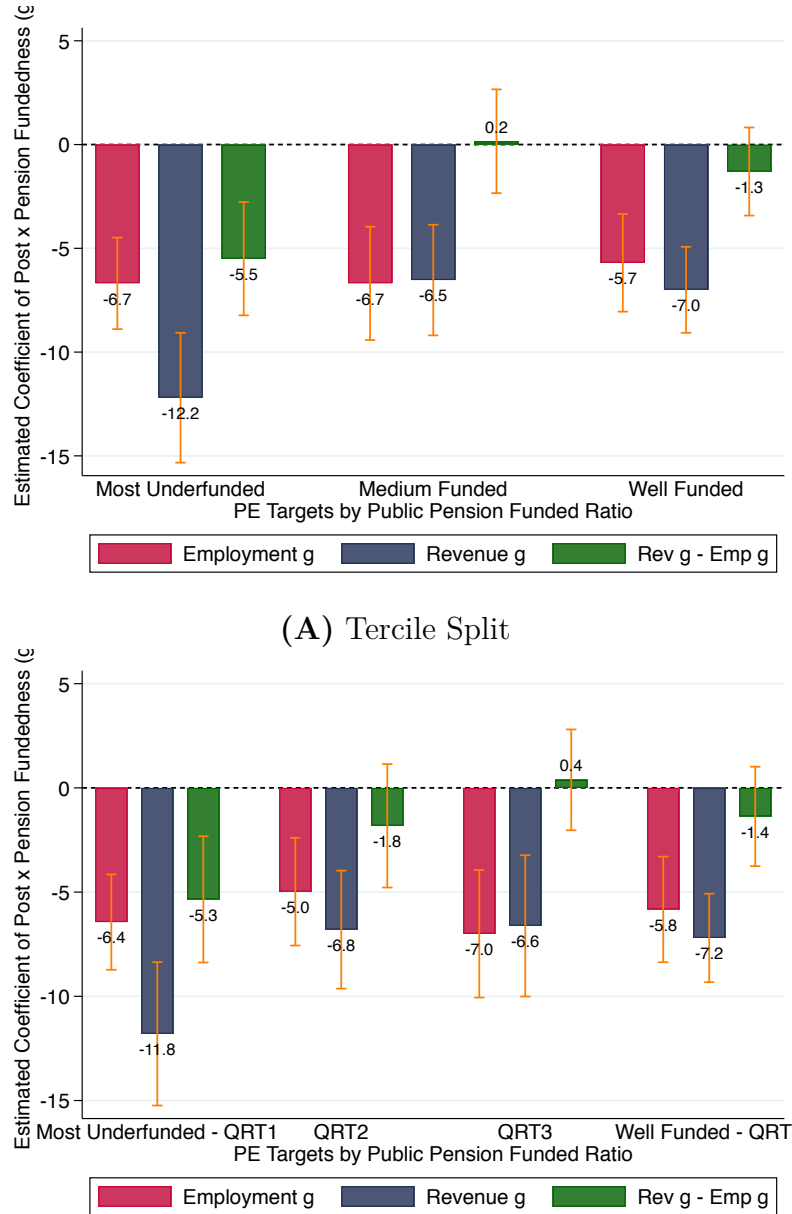 Estimated Coefficient of Post x Pension Fundedness (g
5
0
-5
-10
-15
-6.7
-12.2
-5.5
-6.7
-6.5
0.2
-5.7
-7.0
-1.3
Most Underfunded
Medium Funded
Well Funded
PE Targets by Public Pension Funded Ratio
Employment g
Revenue g
Rev g - Emp g
(A) Tercile Split
Estimated Coefficient of Post x Pension Fundedness (g
5
0
-5
-10
-15
-6.4
-11.8
-5.3
-5.0
-6.8
-1.8
-7.0
-6.6
0.4
-5.8
-7.2
-1.4
Most Underfunded - QRT1
QRT2
QRT3
Well Funded - QRT
PE Targets by Public Pension Funded Ratio
Employment g
Revenue g
Rev g - Emp g